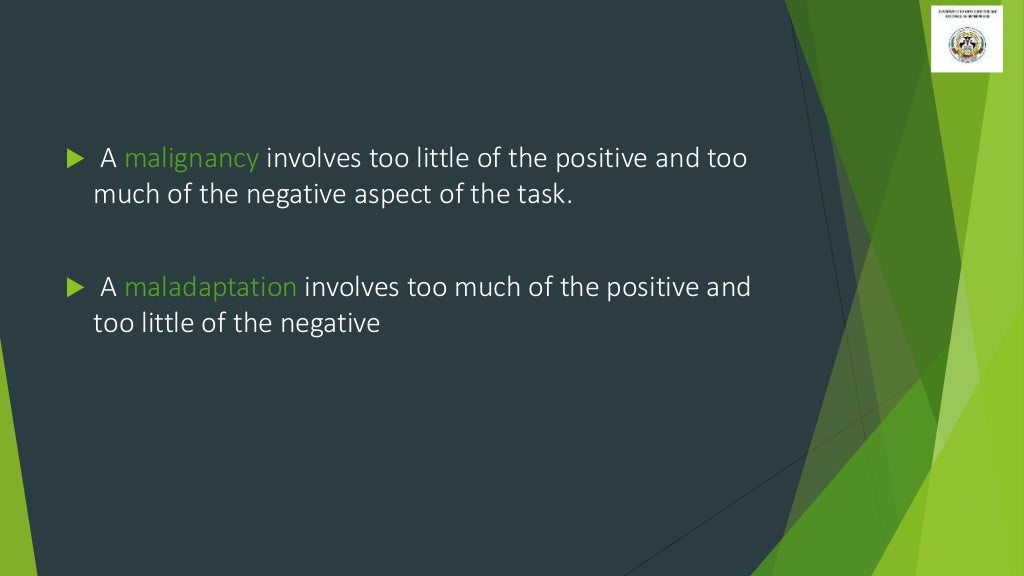 A malignancy involves too little of the positive and too
much of the negative aspect of the task.
A maladaptation involves too much of the positive and
too little of the negative